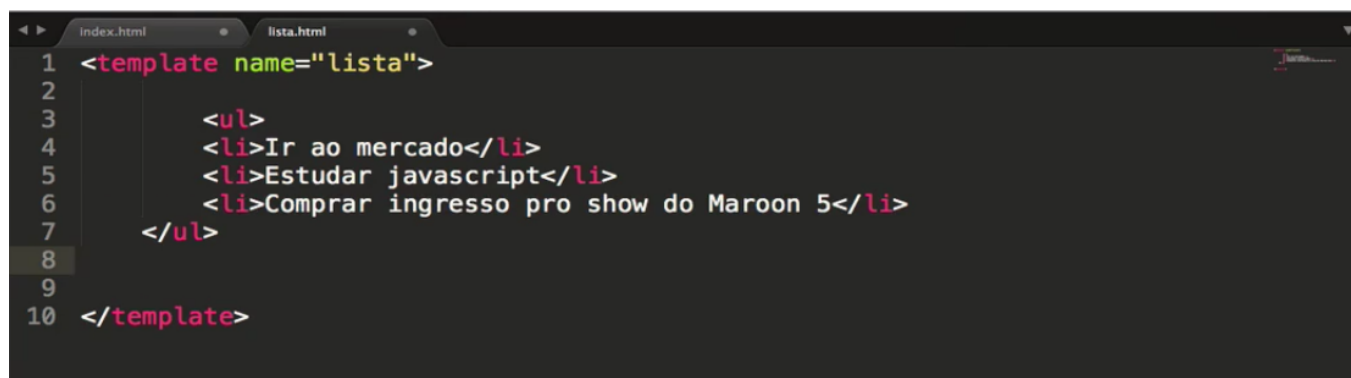 index.html lista.html
1 <template name="lista">
2
3 <ul>
4 <li>Ir ao mercado</li>
5 <li>Estudar javascript</li>
6 <li>Comprar ingresso pro show do Maroon 5</li>
7 </ul>
8
9
10 </template>